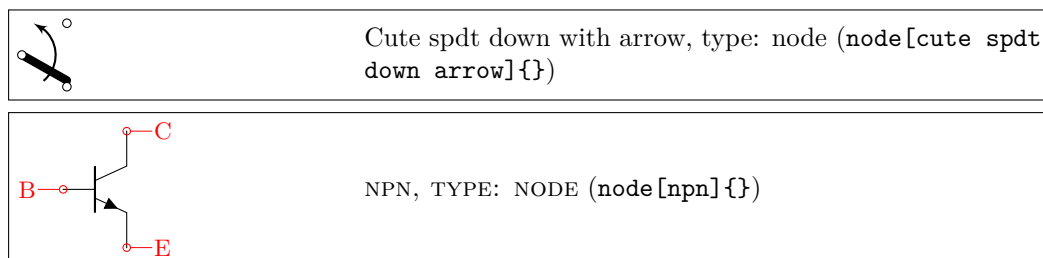 Cute spdt down with arrow, type: node (node[cute spdt
down arrow]{})
C
B
NPN, TYPE: NODE (node[npn]{})
E